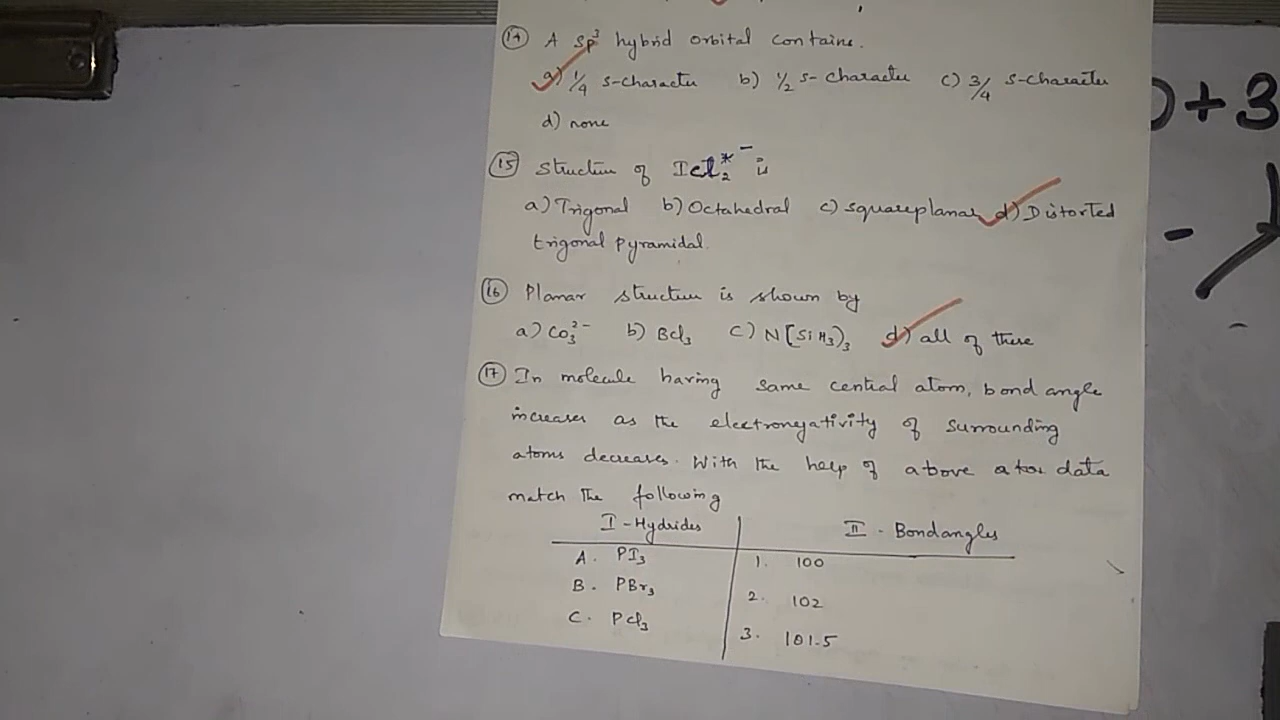 (14) A sp³ hybrid orbital contains.
a) 1/4 s-character b) 1/2 s-character c) 3/4 s-character
d) none
(15) Structure of ICl₂*⁻ is
a) Trigonal b) Octahedral c) squareplanar d) Distorted
trigonal pyramidal.
(16) Planar structure is shown by
a) CO₃²⁻ b) BCl₃ c) N[SiH₃)₃ d) all of these
(17) In molecule having same central atom, bond angle
increases as the electronegativity of surrounding
atoms decreases. With the help of above data
match the following
I - Hydrides II - Bondangles
A. PI₃ 1. 100
B. PBr₃ 2. 102
C. PCl₃ 3. 101.5
0+3
-